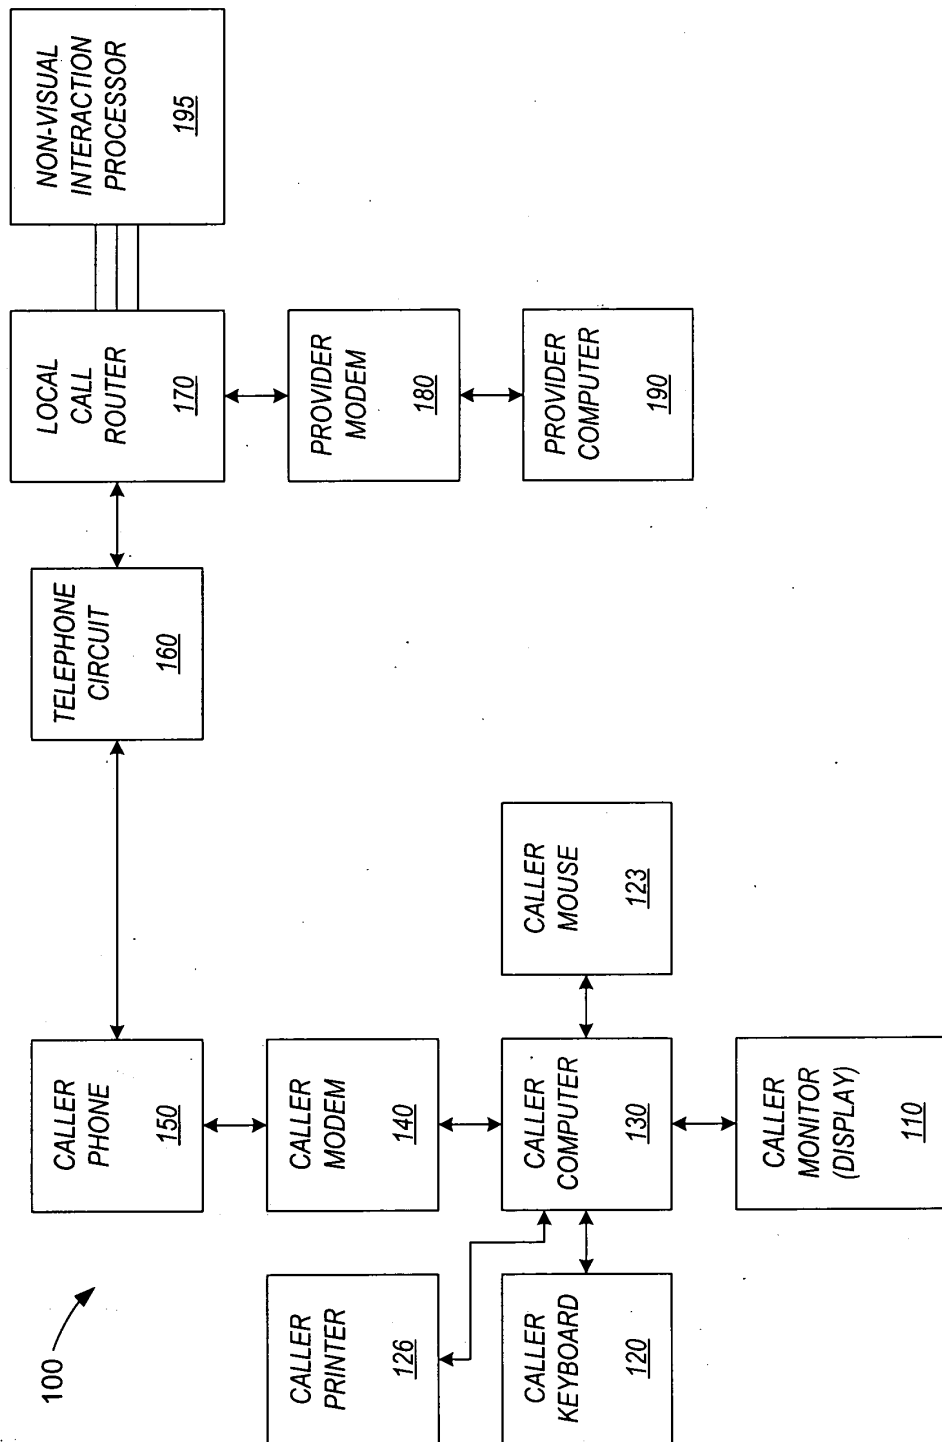 100
CALLER
PHONE
150
TELEPHONE
CIRCUIT
160
LOCAL
CALL
ROUTER
170
NON-VISUAL
INTERACTION
PROCESSOR
195
CALLER
PRINTER
126
CALLER
MODEM
140
PROVIDER
MODEM
180
CALLER
KEYBOARD
120
CALLER
COMPUTER
130
CALLER
MOUSE
123
PROVIDER
COMPUTER
190
CALLER
MONITOR
(DISPLAY)
110